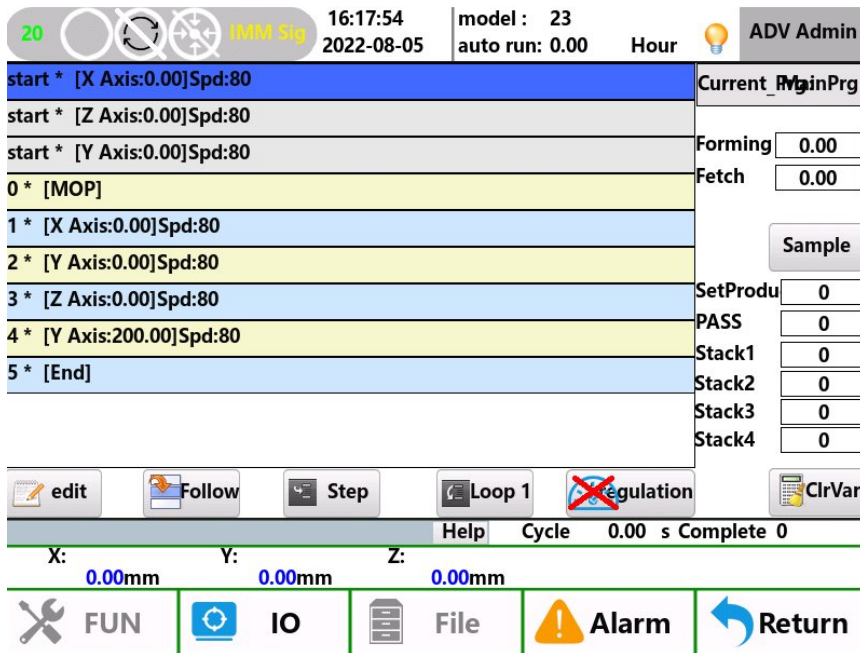 20 IMM Sig 16:17:54 model : 23 ADV Admin
2022-08-05 auto run: 0.00 Hour
start * [X Axis:0.00]Spd:80
Current_Prg: MainPrg
start * [Z Axis:0.00]Spd:80
start * [Y Axis:0.00]Spd:80
Forming 0.00
0 * [MOP]
Fetch 0.00
1 * [X Axis:0.00]Spd:80
2 * [Y Axis:0.00]Spd:80
Sample
3 * [Z Axis:0.00]Spd:80
SetProdu 0
4 * [Y Axis:200.00]Spd:80
PASS 0
5 * [End]
Stack1 0
Stack2 0
Stack3 0
Stack4 0
edit Follow Step Loop 1 regulation ClrVar
Help Cycle 0.00 s Complete 0
X: Y: Z:
0.00mm 0.00mm 0.00mm
FUN IO File Alarm Return